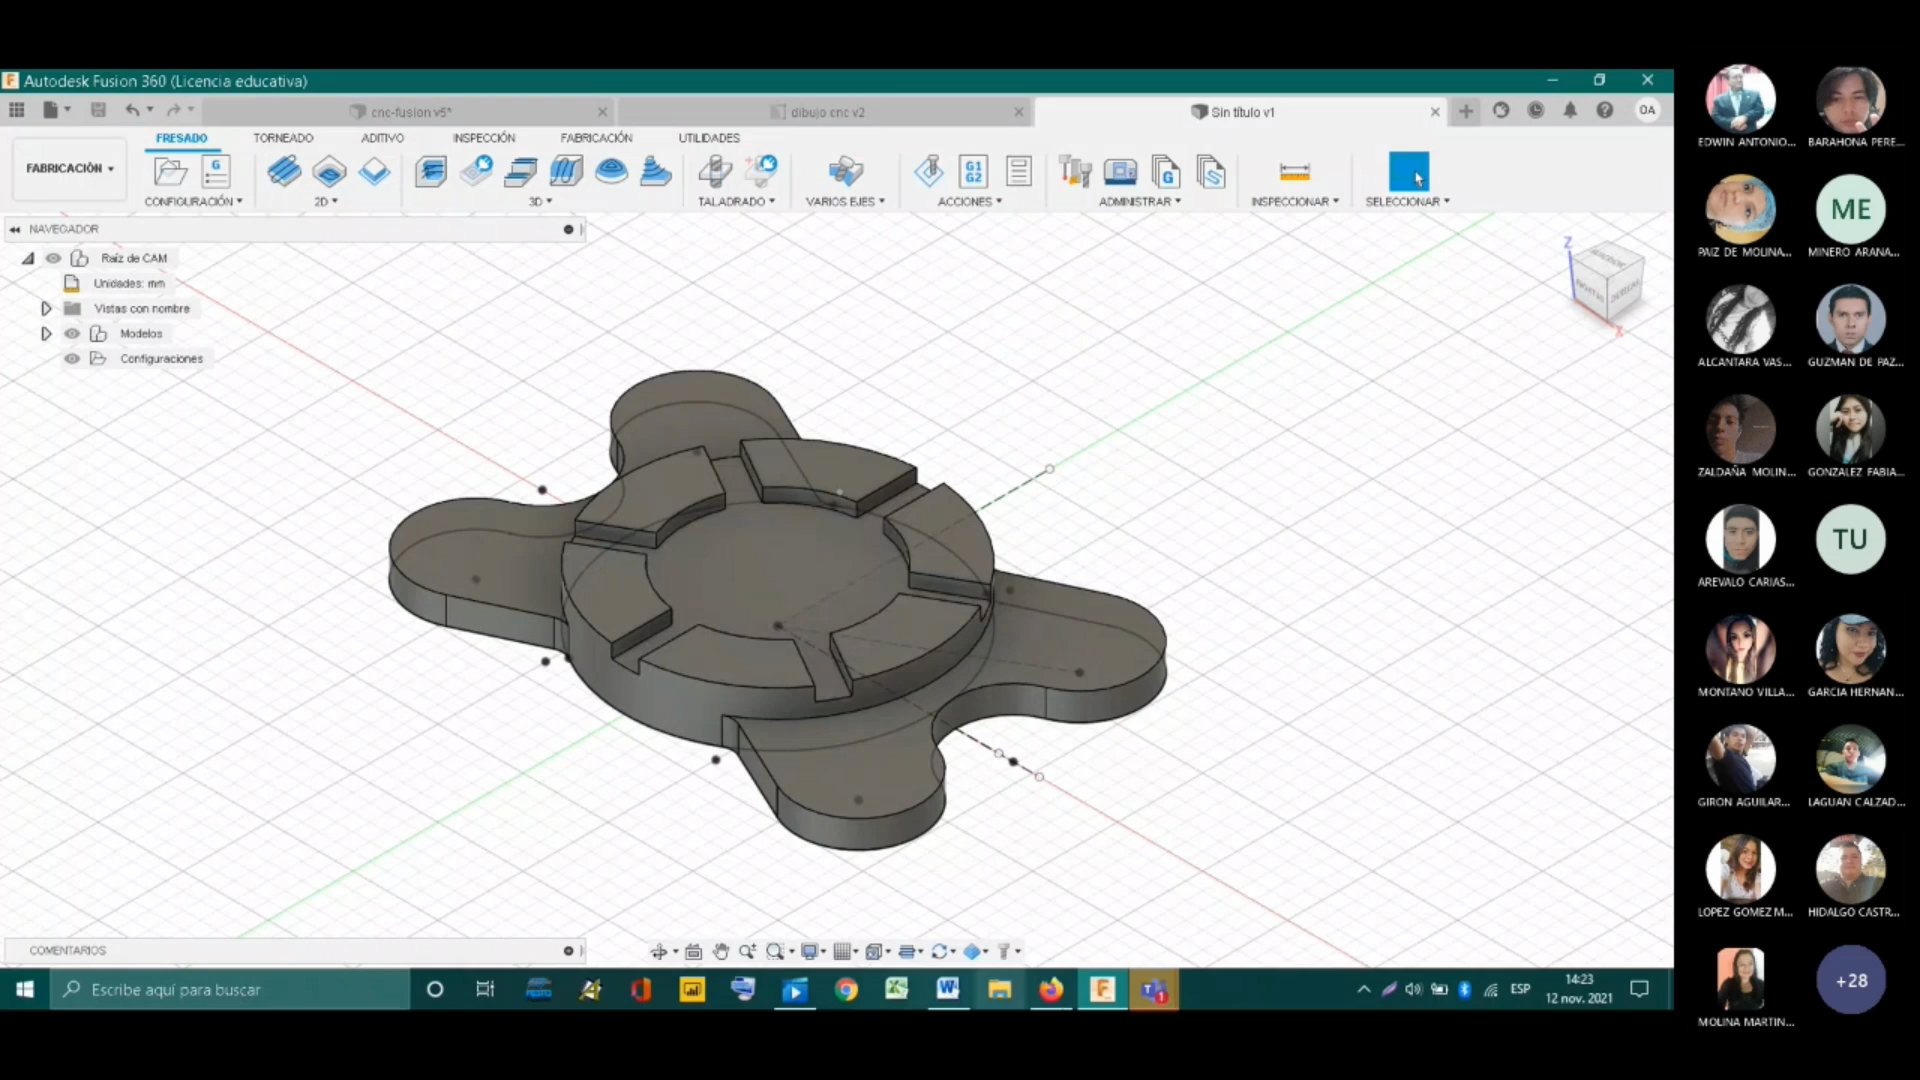 Autodesk Fusion 360 (Licencia educativa)
cnc-fusion v5*
dibujo cnc v2
Sin título v1
OA
FRESADO
TORNEADO
ADITIVO
INSPECCIÓN
FABRICACIÓN
UTILIDADES
FABRICACIÓN
G
G1
G2
G
CONFIGURACIÓN
2D
3D
TALADRADO
VARIOS EJES
ACCIONES
ADMINISTRAR
INSPECCIONAR
SELECCIONAR
NAVEGADOR
Raíz de CAM
Unidades: mm
Vistas con nombre
Modelos
Configuraciones
Z
X
COMENTARIOS
Escribe aquí para buscar
ESP
14:23
12 nov. 2021
EDWIN ANTONIO...
BARAHONA PERE...
PAIZ DE MOLINA...
ME
MINERO ARANA...
ALCANTARA VAS...
GUZMAN DE PAZ...
ZALDAÑA MOLIN...
GONZALEZ FABIA...
AREVALO CARIAS...
TU
MONTANO VILLA...
GARCIA HERNAN...
GIRON AGUILAR...
LAGUAN CALZAD...
LOPEZ GOMEZ M...
HIDALGO CASTR...
MOLINA MARTIN...
+28